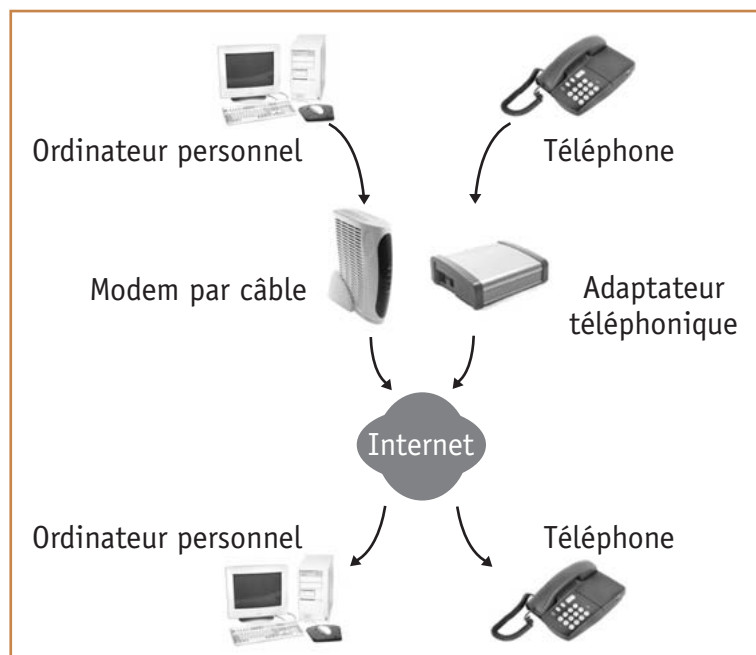 Ordinateur personnel
Téléphone
Modem par câble
Adaptateur
téléphonique
Internet
Ordinateur personnel
Téléphone